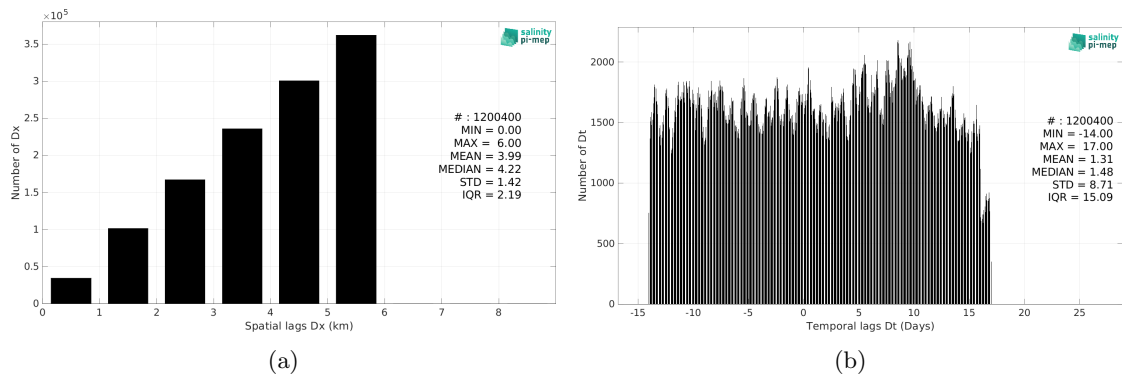 ×10⁵
3.5
3
2.5
2
1.5
1
0.5
0
0 1 2 3 4 5 6 7 8
Number of Dx
Spatial lags Dx (km)
salinity
pi-mep
# : 1200400
MIN = 0.00
MAX = 6.00
MEAN = 3.99
MEDIAN = 4.22
STD = 1.42
IQR = 2.19
(a)
2000
1500
1000
500
0
-15 -10 -5 0 5 10 15 20 25
Number of Dt
Temporal lags Dt (Days)
salinity
pi-mep
# : 1200400
MIN = -14.00
MAX = 17.00
MEAN = 1.31
MEDIAN = 1.48
STD = 8.71
IQR = 15.09
(b)